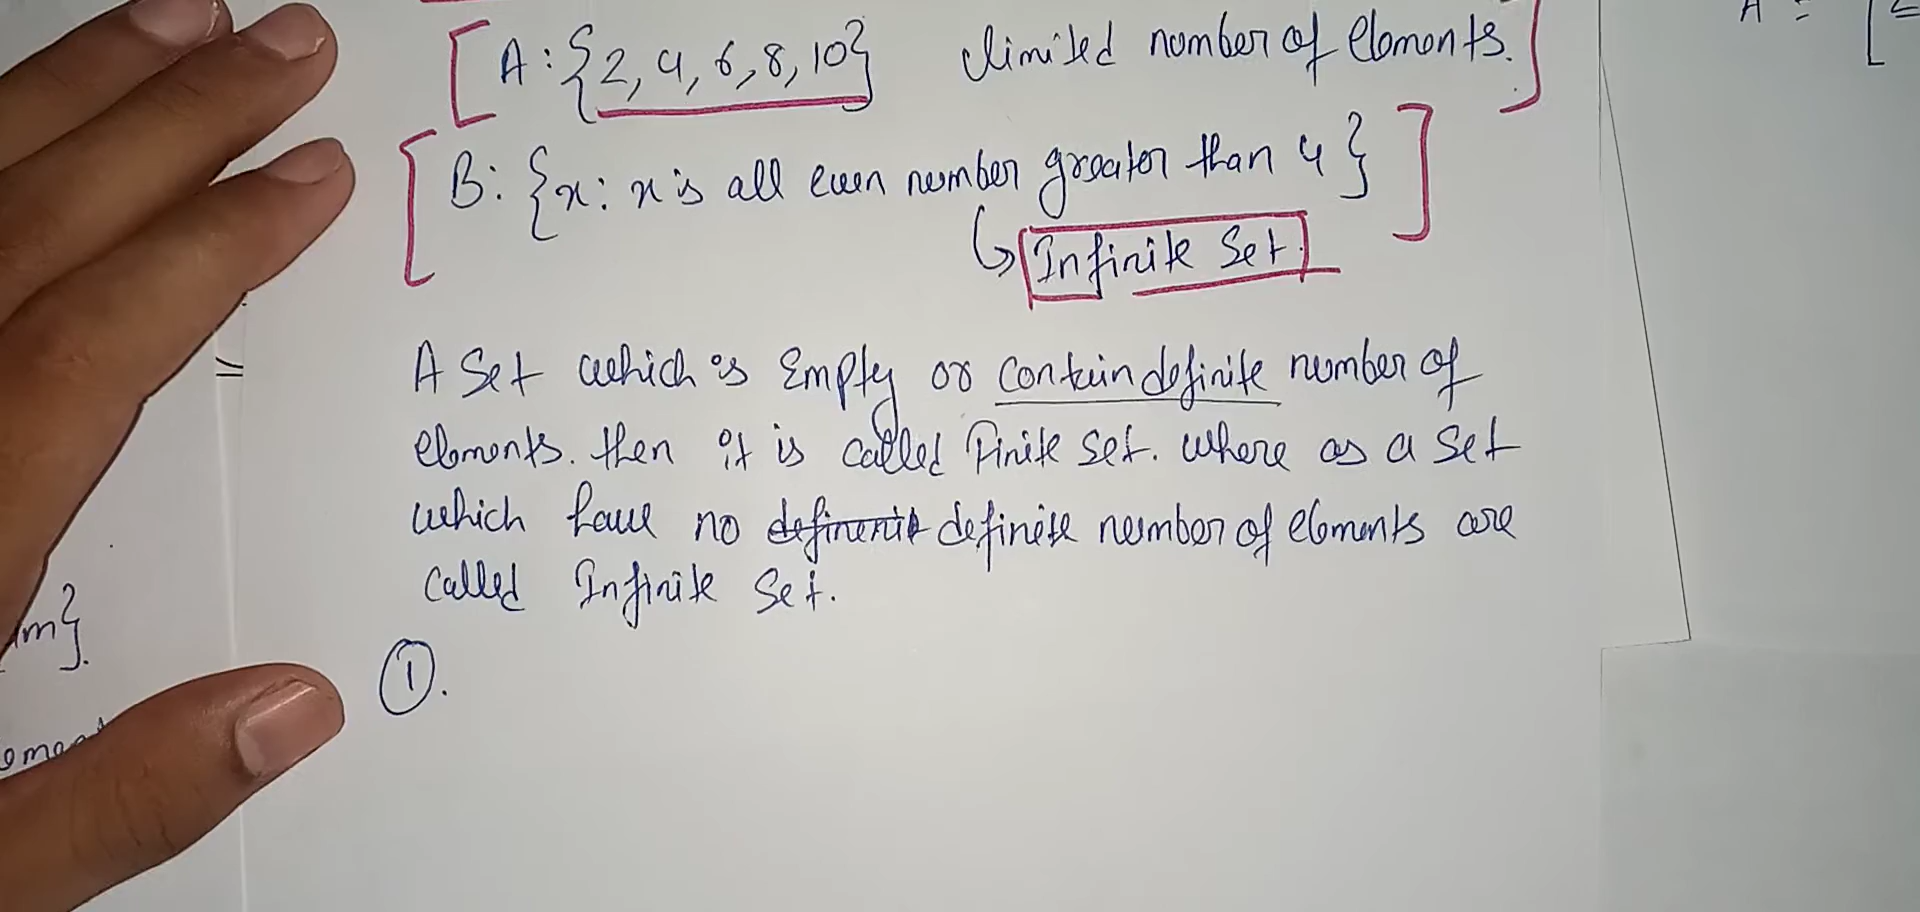 A : {2, 4, 6, 8, 10} limited number of elements.
B : {x : x is all even number greater than 4}
↳ Infinite Set.
A Set which is Empty or contain definite number of
elements. then it is called Finite Set. where as a Set
which have no definite number of elements are
called Infinite Set.
①.
m}.
A =